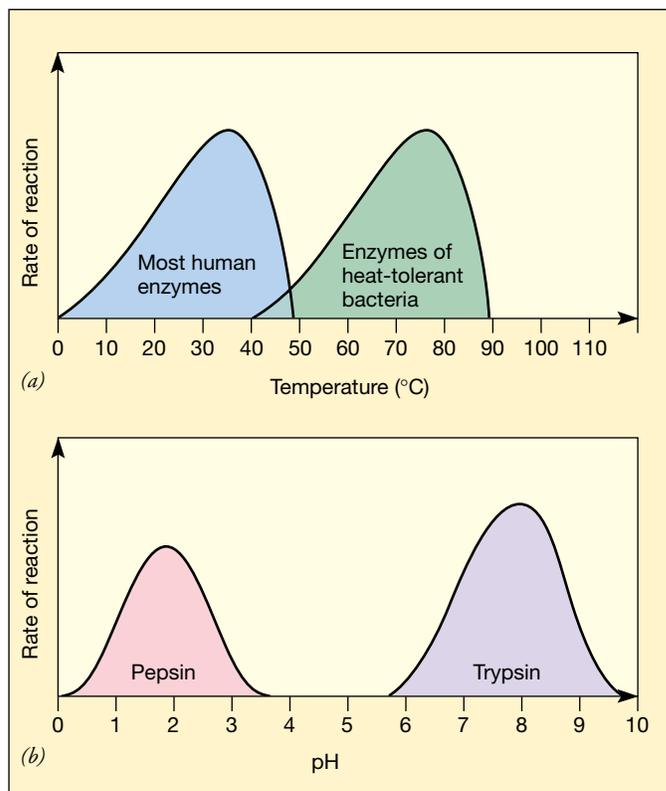 Rate of reaction
Most human
enzymes
Enzymes of
heat-tolerant
bacteria
0 10 20 30 40 50 60 70 80 90 100 110
(a)
Temperature (°C)
Rate of reaction
Pepsin
Trypsin
0 1 2 3 4 5 6 7 8 9 10
(b)
pH